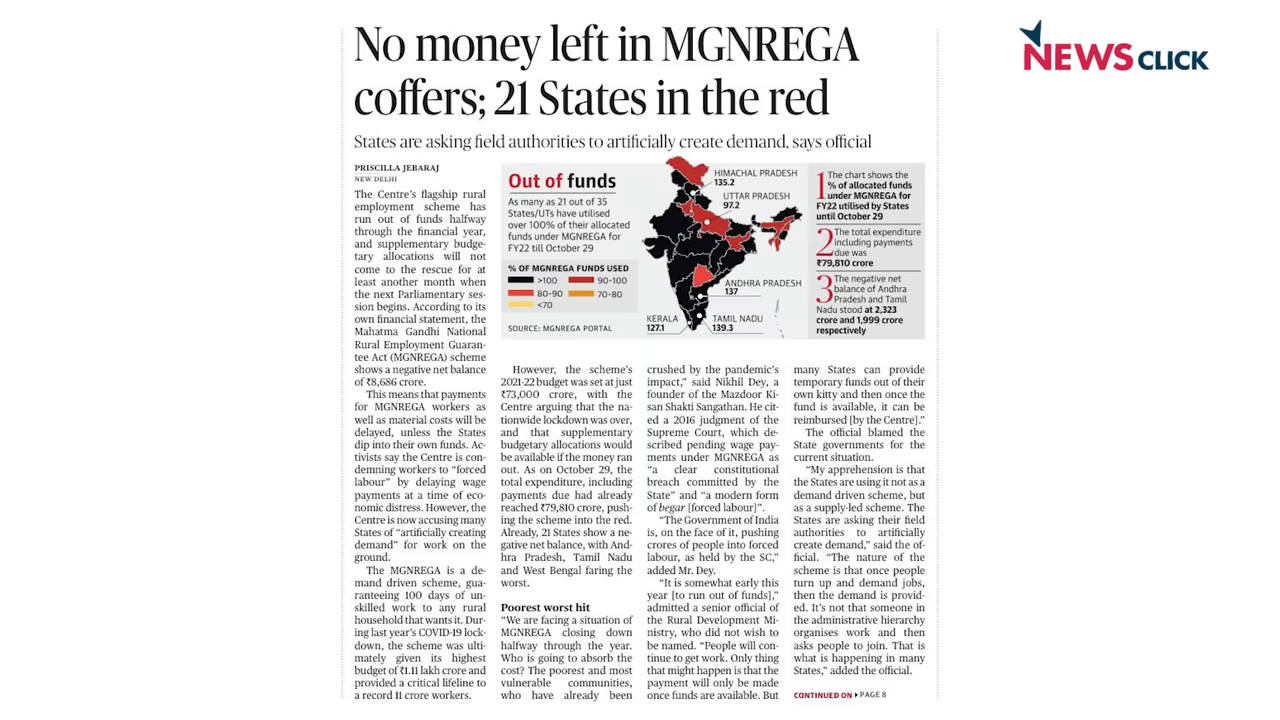 No money left in MGNREGA
coffers; 21 States in the red
States are asking field authorities to artificially create demand, says official
NEWS CLICK
PRISCILLA JEBARAJ
NEW DELHI
The Centre's flagship rural
employment scheme has
run out of funds halfway
through the financial year,
and supplementary budge-
tary allocations will not
come to the rescue for at
least another month when
the next Parliamentary ses-
sion begins. According to its
own financial statement, the
Mahatma Gandhi National
Rural Employment Guaran-
tee Act (MGNREGA) scheme
shows a negative net balance
of ₹8,686 crore.
This means that payments
for MGNREGA workers as
well as material costs will be
delayed, unless the States
dip into their own funds. Ac-
tivists say the Centre is con-
demning workers to “forced
labour” by delaying wage
payments at a time of eco-
nomic distress. However, the
Centre is now accusing many
States of “artificially creating
demand” for work on the
ground.
The MGNREGA is a de-
mand driven scheme, gua-
ranteeing 100 days of un-
skilled work to any rural
household that wants it. Dur-
ing last year's COVID-19 lock-
down, the scheme was ulti-
mately given its highest
budget of ₹1.11 lakh crore and
provided a critical lifeline to
a record 11 crore workers.
Out of funds
As many as 21 out of 35
States/UTs have utilised
over 100% of their allocated
funds under MGNREGA for
FY22 till October 29
% OF MGNREGA FUNDS USED
>100 90-100
80-90 70-80
<70
SOURCE: MGNREGA PORTAL
HIMACHAL PRADESH
135.2
UTTAR PRADESH
97.2
ANDHRA PRADESH
137
KERALA
127.1
TAMIL NADU
139.3
1 The chart shows the
% of allocated funds
under MGNREGA for
FY22 utilised by States
until October 29
2 The total expenditure
including payments
due was
₹79,810 crore
3 The negative net
balance of Andhra
Pradesh and Tamil
Nadu stood at 2,323
crore and 1,999 crore
respectively
However, the scheme's
2021-22 budget was set at just
₹73,000 crore, with the
Centre arguing that the na-
tionwide lockdown was over,
and that supplementary
budgetary allocations would
be available if the money ran
out. As on October 29, the
total expenditure, including
payments due had already
reached ₹79,810 crore, push-
ing the scheme into the red.
Already, 21 States show a ne-
gative net balance, with And-
hra Pradesh, Tamil Nadu
and West Bengal faring the
worst.
Poorest worst hit
“We are facing a situation of
MGNREGA closing down
halfway through the year.
Who is going to absorb the
cost? The poorest and most
vulnerable communities,
who have already been
crushed by the pandemic's
impact,” said Nikhil Dey, a
founder of the Mazdoor Ki-
san Shakti Sangathan. He cit-
ed a 2016 judgment of the
Supreme Court, which de-
scribed pending wage pay-
ments under MGNREGA as
“a clear constitutional
breach committed by the
State” and “a modern form
of begar [forced labour]”.
“The Government of India
is, on the face of it, pushing
crores of people into forced
labour, as held by the SC,”
added Mr. Dey.
“It is somewhat early this
year [to run out of funds],”
admitted a senior official of
the Rural Development Mi-
nistry, who did not wish to
be named. “People will con-
tinue to get work. Only thing
that might happen is that the
payment will only be made
once funds are available. But
many States can provide
temporary funds out of their
own kitty and then once the
fund is available, it can be
reimbursed [by the Centre].”
The official blamed the
State governments for the
current situation.
“My apprehension is that
the States are using it not as a
demand driven scheme, but
as a supply-led scheme. The
States are asking their field
authorities to artificially
create demand,” said the of-
ficial. “The nature of the
scheme is that once people
turn up and demand jobs,
then the demand is provid-
ed. It's not that someone in
the administrative hierarchy
organises work and then
asks people to join. That is
what is happening in many
States,” added the official.
CONTINUED ON PAGE 8